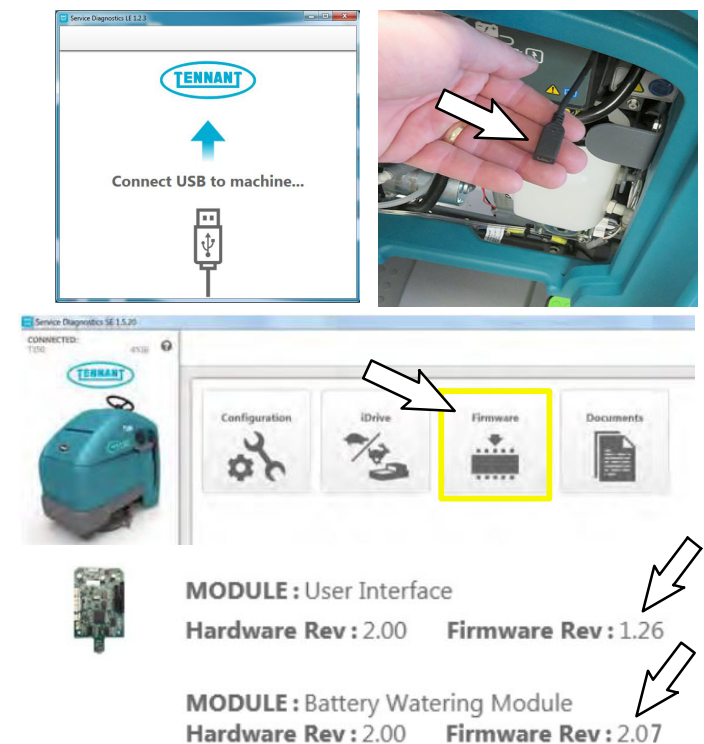 Service Diagnostics LE 1.2.3
TENNANT
Connect USB to machine...
Service Diagnostics SE 1.5.20
CONNECTED:
TENNANT
Configuration
iDrive
Firmware
Documents
MODULE : User Interface
Hardware Rev : 2.00 Firmware Rev : 1.26
MODULE : Battery Watering Module
Hardware Rev : 2.00 Firmware Rev : 2.07